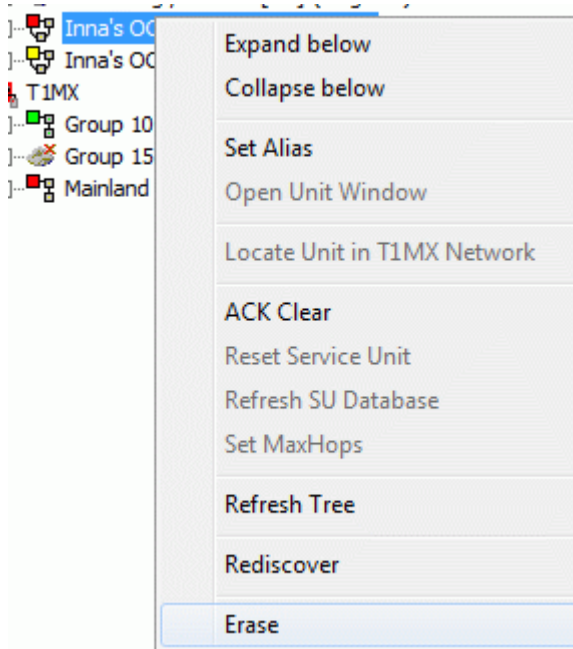 Inna's OC
Inna's OC
T1MX
Group 10
Group 15
Mainland
Expand below
Collapse below
Set Alias
Open Unit Window
Locate Unit in T1MX Network
ACK Clear
Reset Service Unit
Refresh SU Database
Set MaxHops
Refresh Tree
Rediscover
Erase